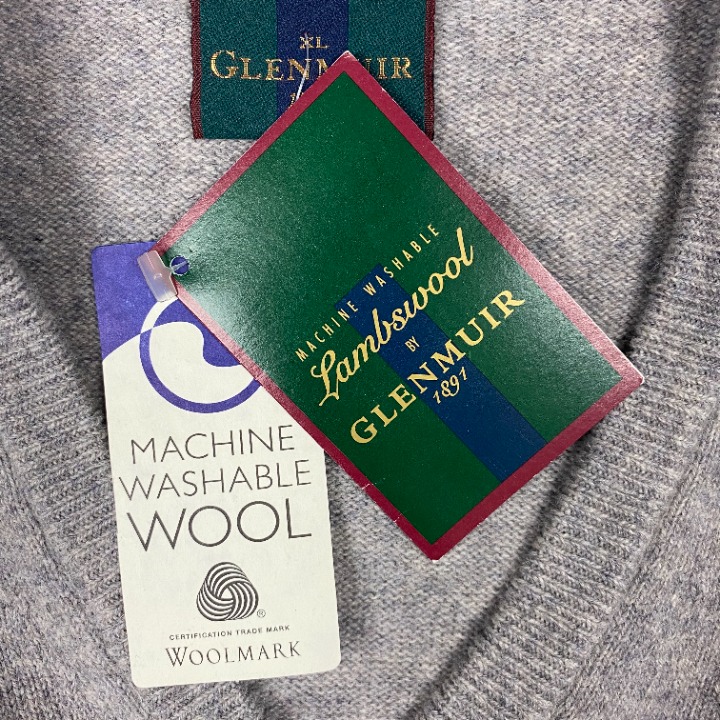 XL
GLENMUIR
MACHINE WASHABLE
Lambswool
BY
GLENMUIR
1891
MACHINE
WASHABLE
WOOL
®
CERTIFICATION TRADE MARK
WOOLMARK